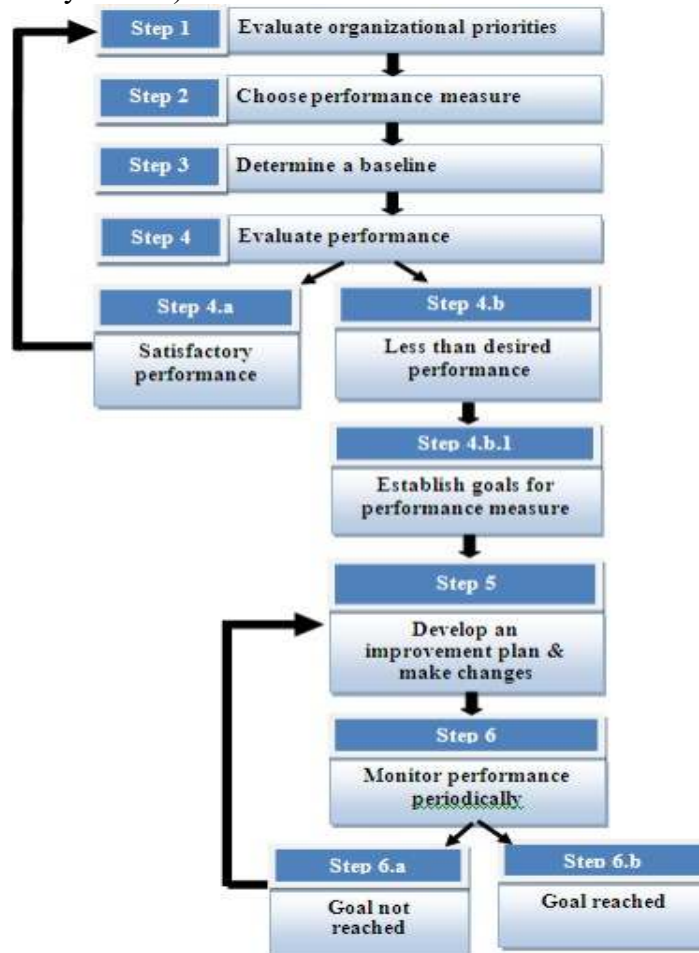 Step 1
Evaluate organizational priorities
Step 2
Choose performance measure
Step 3
Determine a baseline
Step 4
Evaluate performance
Step 4.a
Satisfactory
performance
Step 4.b
Less than desired
performance
Step 4.b.1
Establish goals for
performance measure
Step 5
Develop an
improvement plan &
make changes
Step 6
Monitor performance
periodically
Step 6.a
Goal not
reached
Step 6.b
Goal reached